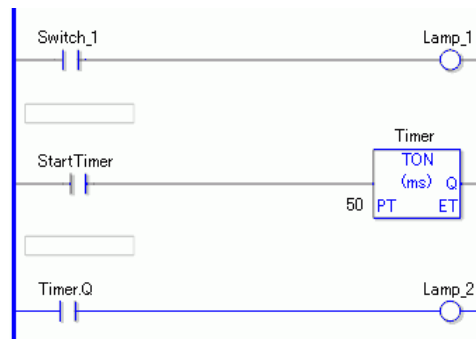 Switch_1 Lamp_1
Timer
StartTimer TON
(ms) Q
50 PT ET
Timer.Q Lamp_2